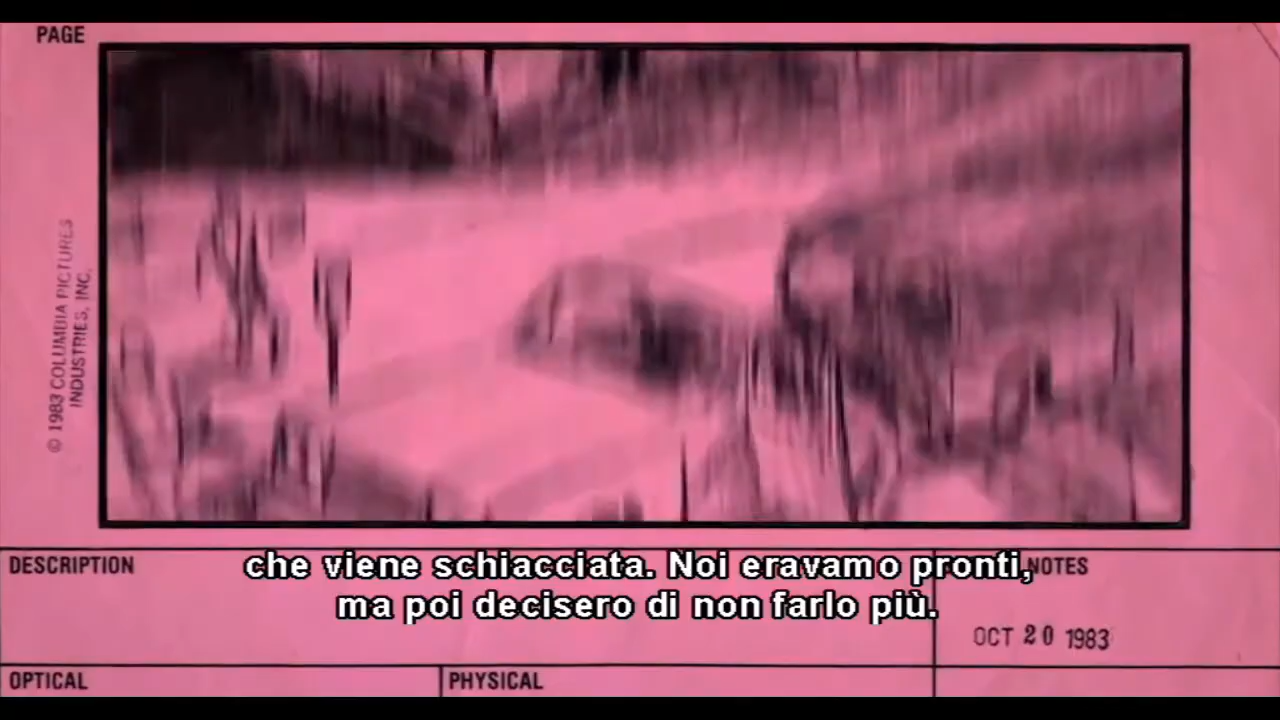 PAGE
© 1983 COLUMBIA PICTURES
INDUSTRIES, INC.
DESCRIPTION
NOTES
che viene schiacciata. Noi eravamo pronti,
ma poi decisero di non farlo più.
OCT 20 1983
OPTICAL
PHYSICAL